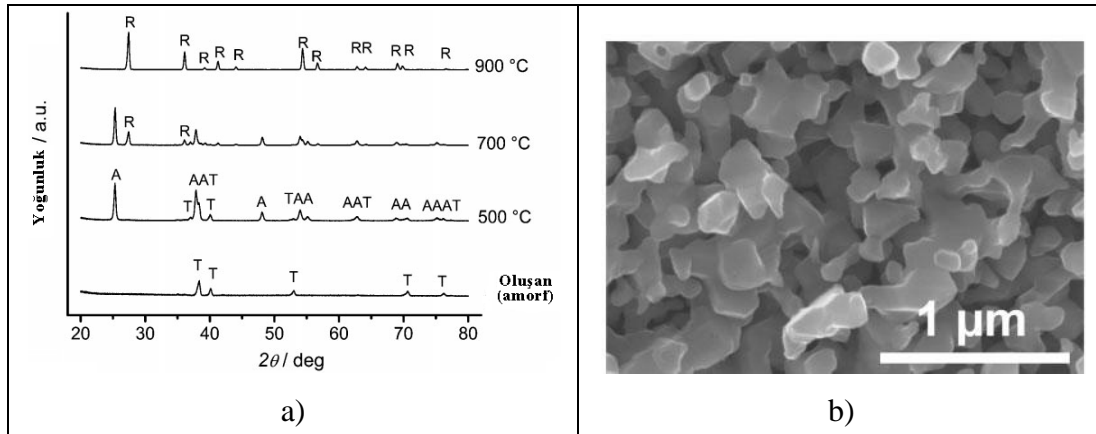 R
R R R R R R RR R R R
900 °C
R R
700 °C
A AAT T T A TAA AAT AA AAAT
500 °C
T T T T T
Oluşan
(amorf)
Yoğunluk / a.u.
20 30 40 50 60 70 80
2θ / deg
a)
1 µm
b)